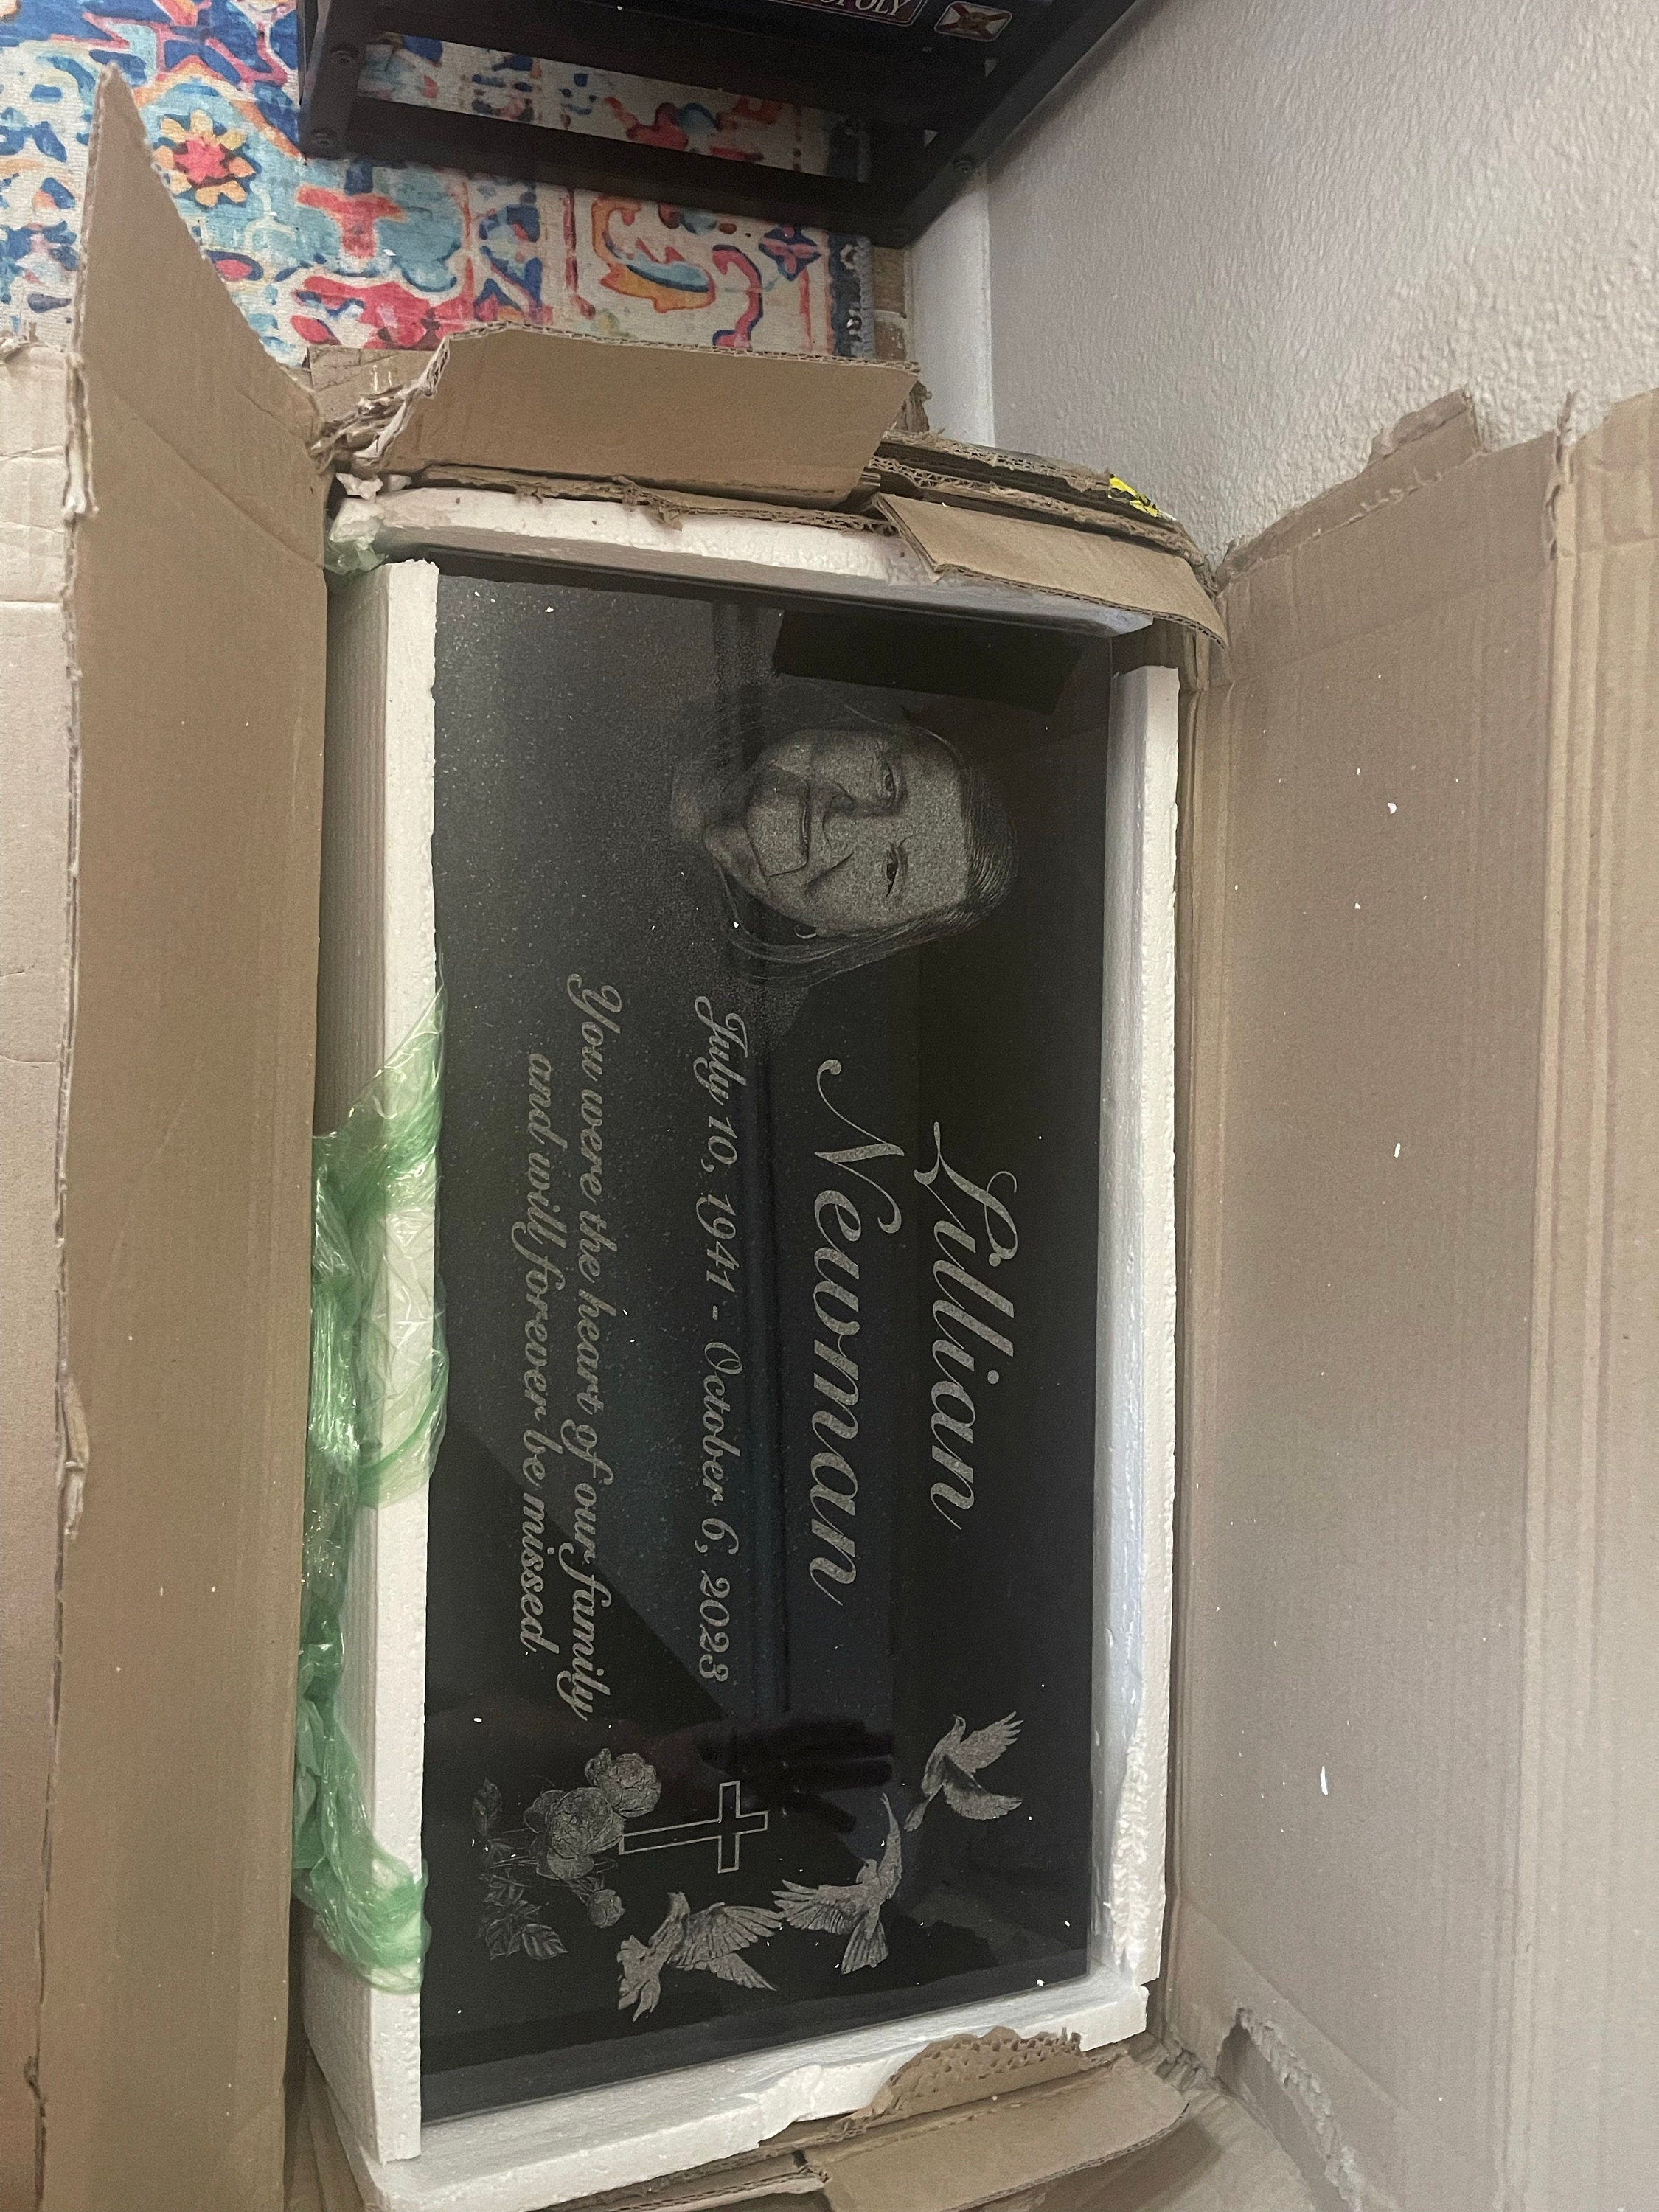 Lillian
Newman
July 10, 1941 - October 6, 2023
You were the heart of our family
and will forever be missed.